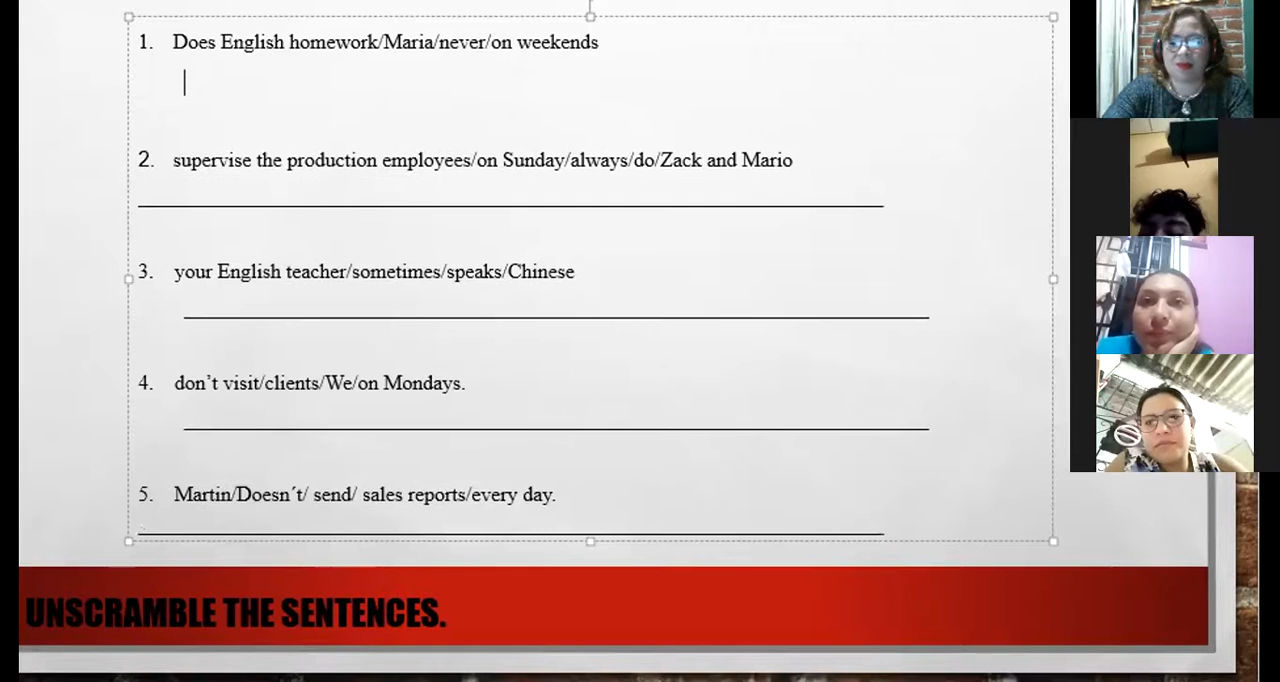 1. Does English homework/Maria/never/on weekends
2. supervise the production employees/on Sunday/always/do/Zack and Mario
3. your English teacher/sometimes/speaks/Chinese
4. don’t visit/clients/We/on Mondays.
5. Martin/Doesn´t/ send/ sales reports/every day.
UNSCRAMBLE THE SENTENCES.